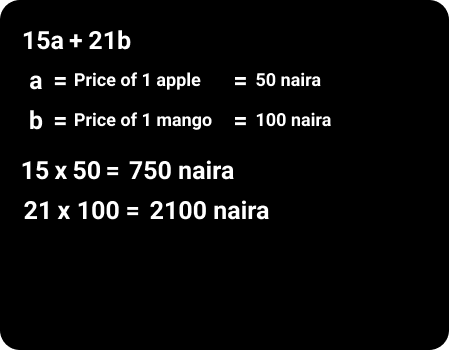 15a + 21b
a = Price of 1 apple = 50 naira
b = Price of 1 mango = 100 naira
15 x 50 = 750 naira
21 x 100 = 2100 naira